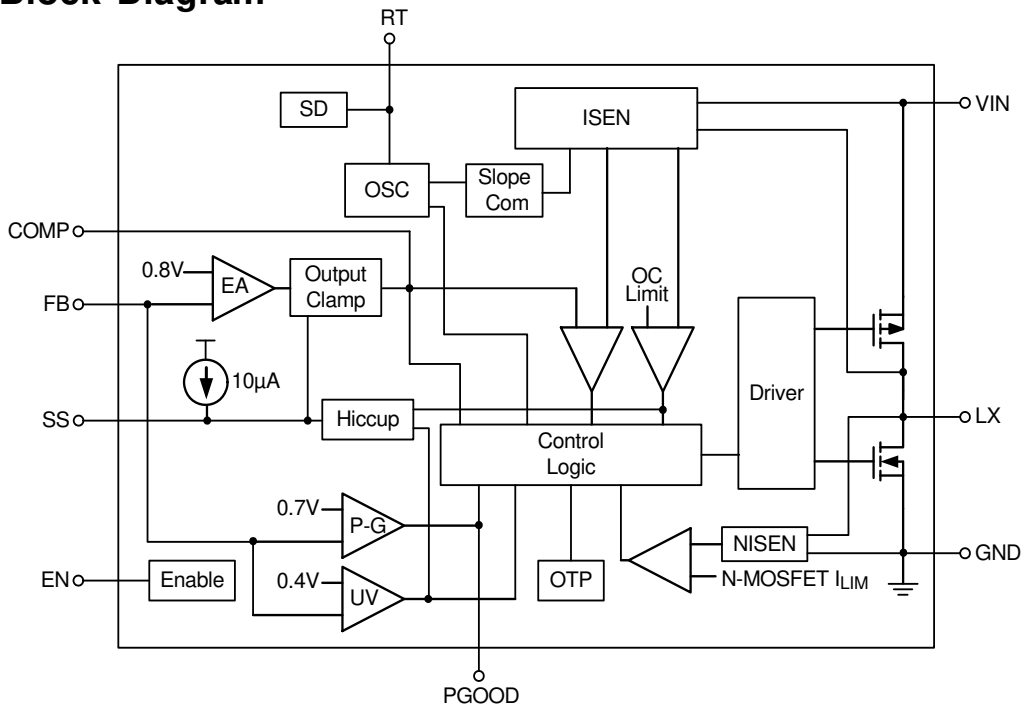 Block Diagram
RT
SD
ISEN
VIN
OSC
Slope
Com
COMP
0.8V
EA
Output
Clamp
OC
Limit
FB
10µA
Driver
SS
Hiccup
LX
Control
Logic
0.7V
P-G
NISEN
GND
EN
Enable
0.4V
UV
OTP
N-MOSFET ILIM
PGOOD